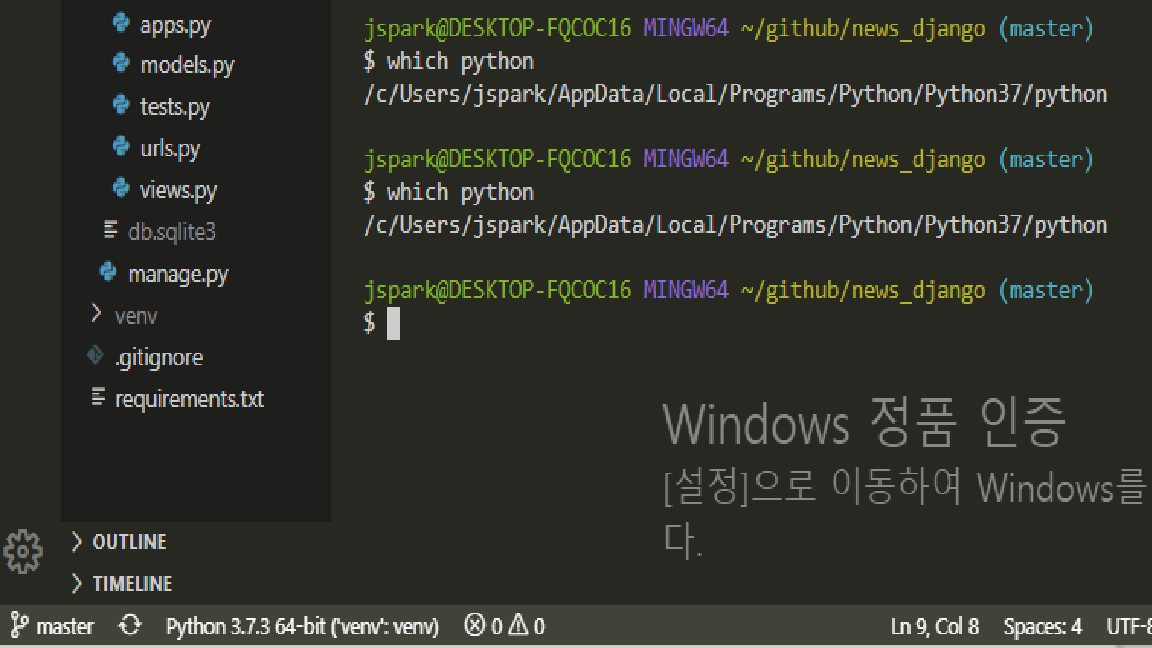 apps.py
models.py
tests.py
urls.py
views.py
db.sqlite3
manage.py
venv
.gitignore
requirements.txt
OUTLINE
TIMELINE
jspark@DESKTOP-FQCOC16 MINGW64 ~/github/news_django (master)
$ which python
/c/Users/jspark/AppData/Local/Programs/Python/Python37/python
jspark@DESKTOP-FQCOC16 MINGW64 ~/github/news_django (master)
$ which python
/c/Users/jspark/AppData/Local/Programs/Python/Python37/python
jspark@DESKTOP-FQCOC16 MINGW64 ~/github/news_django (master)
$
Windows 정품 인증
[설정]으로 이동하여 Windows를
다.
master Python 3.7.3 64-bit ('venv': venv) 0 0 Ln 9, Col 8 Spaces: 4 UTF-8